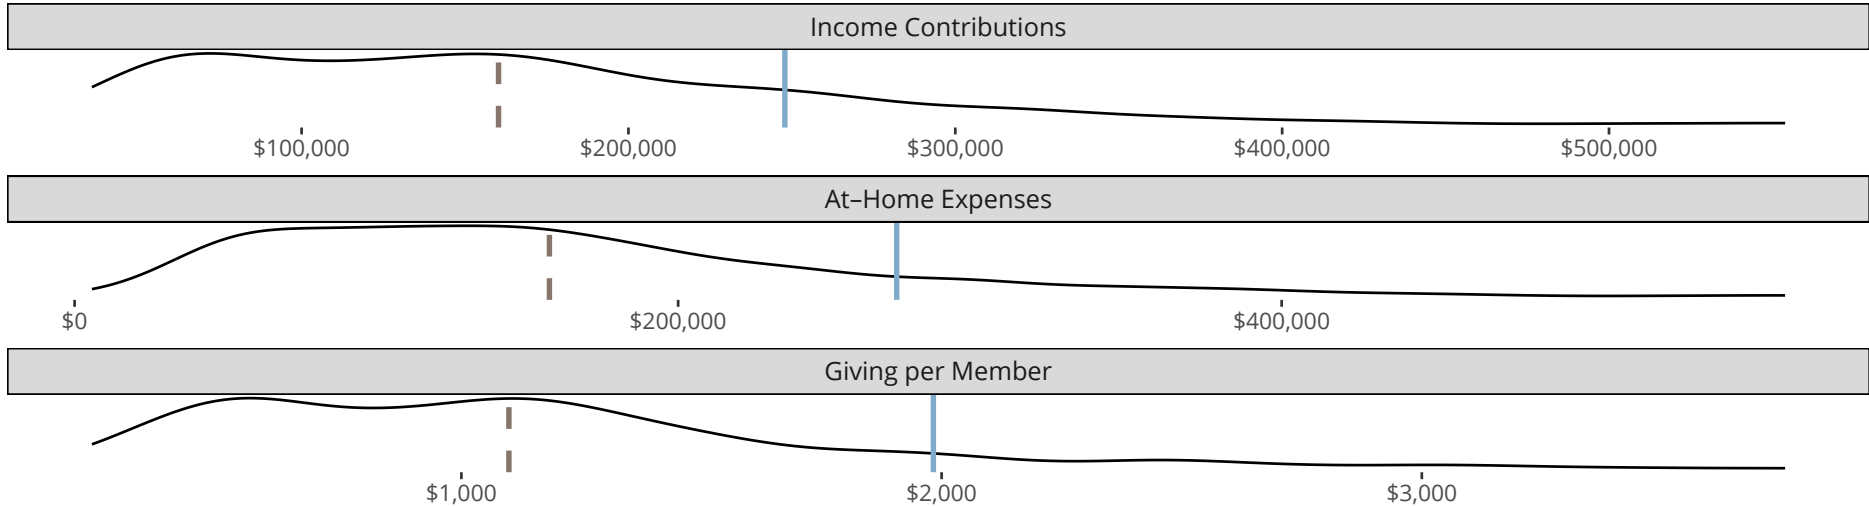 Income Contributions
$100,000 $200,000 $300,000 $400,000 $500,000
At–Home Expenses
$0 $200,000 $400,000
Giving per Member
$1,000 $2,000 $3,000